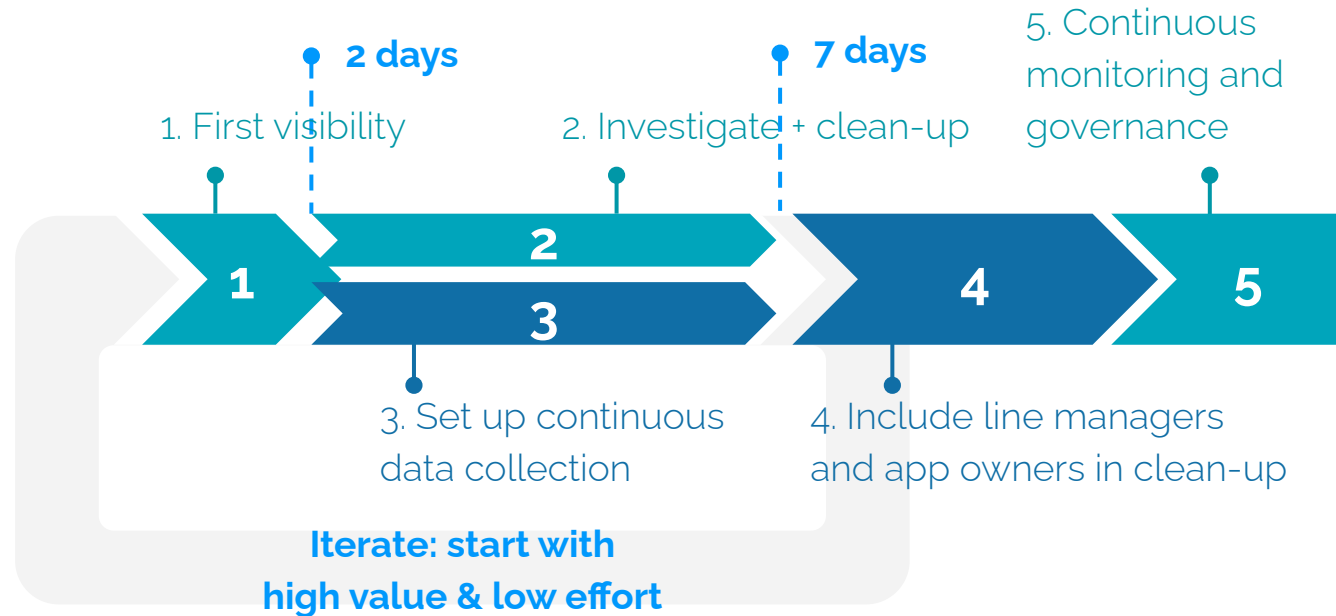 2 days
7 days
5. Continuous
monitoring and
governance
1. First visibility
2. Investigate + clean-up
1
2
3
4
5
3. Set up continuous
data collection
4. Include line managers
and app owners in clean-up
Iterate: start with
high value & low effort